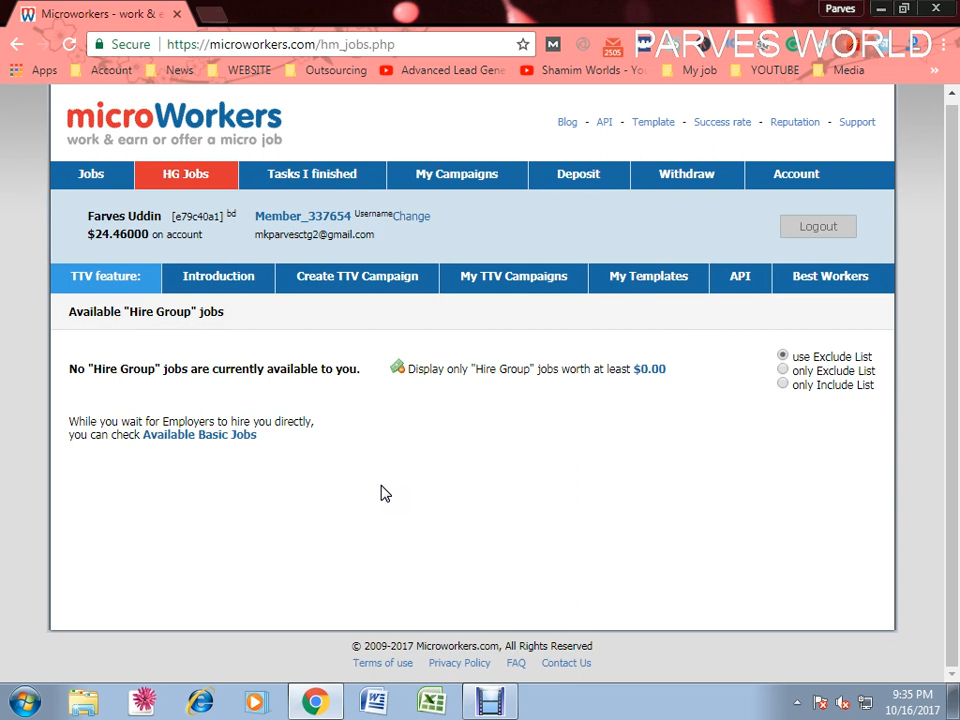 Microworkers - work & e
Parves
Secure
https://microworkers.com/hm_jobs.php
2505
PARVES WORLD
Apps
Account
News
WEBSITE
Outsourcing
Advanced Lead Gene
Shamim Worlds - Yo
My job
YOUTUBE
Media
»
microWorkers
work & earn or offer a micro job
Blog - API - Template - Success rate - Reputation - Support
Jobs
HG Jobs
Tasks I finished
My Campaigns
Deposit
Withdraw
Account
Farves Uddin [e79c40a1] bd
Member_337654 UsernameChange
$24.46000 on account
mkparvesctg2@gmail.com
Logout
TTV feature:
Introduction
Create TTV Campaign
My TTV Campaigns
My Templates
API
Best Workers
Available "Hire Group" jobs
No "Hire Group" jobs are currently available to you.
Display only "Hire Group" jobs worth at least $0.00
use Exclude List
only Exclude List
only Include List
While you wait for Employers to hire you directly,
you can check Available Basic Jobs
© 2009-2017 Microworkers.com, All Rights Reserved
Terms of use
Privacy Policy
FAQ
Contact Us
9:35 PM
10/16/2017